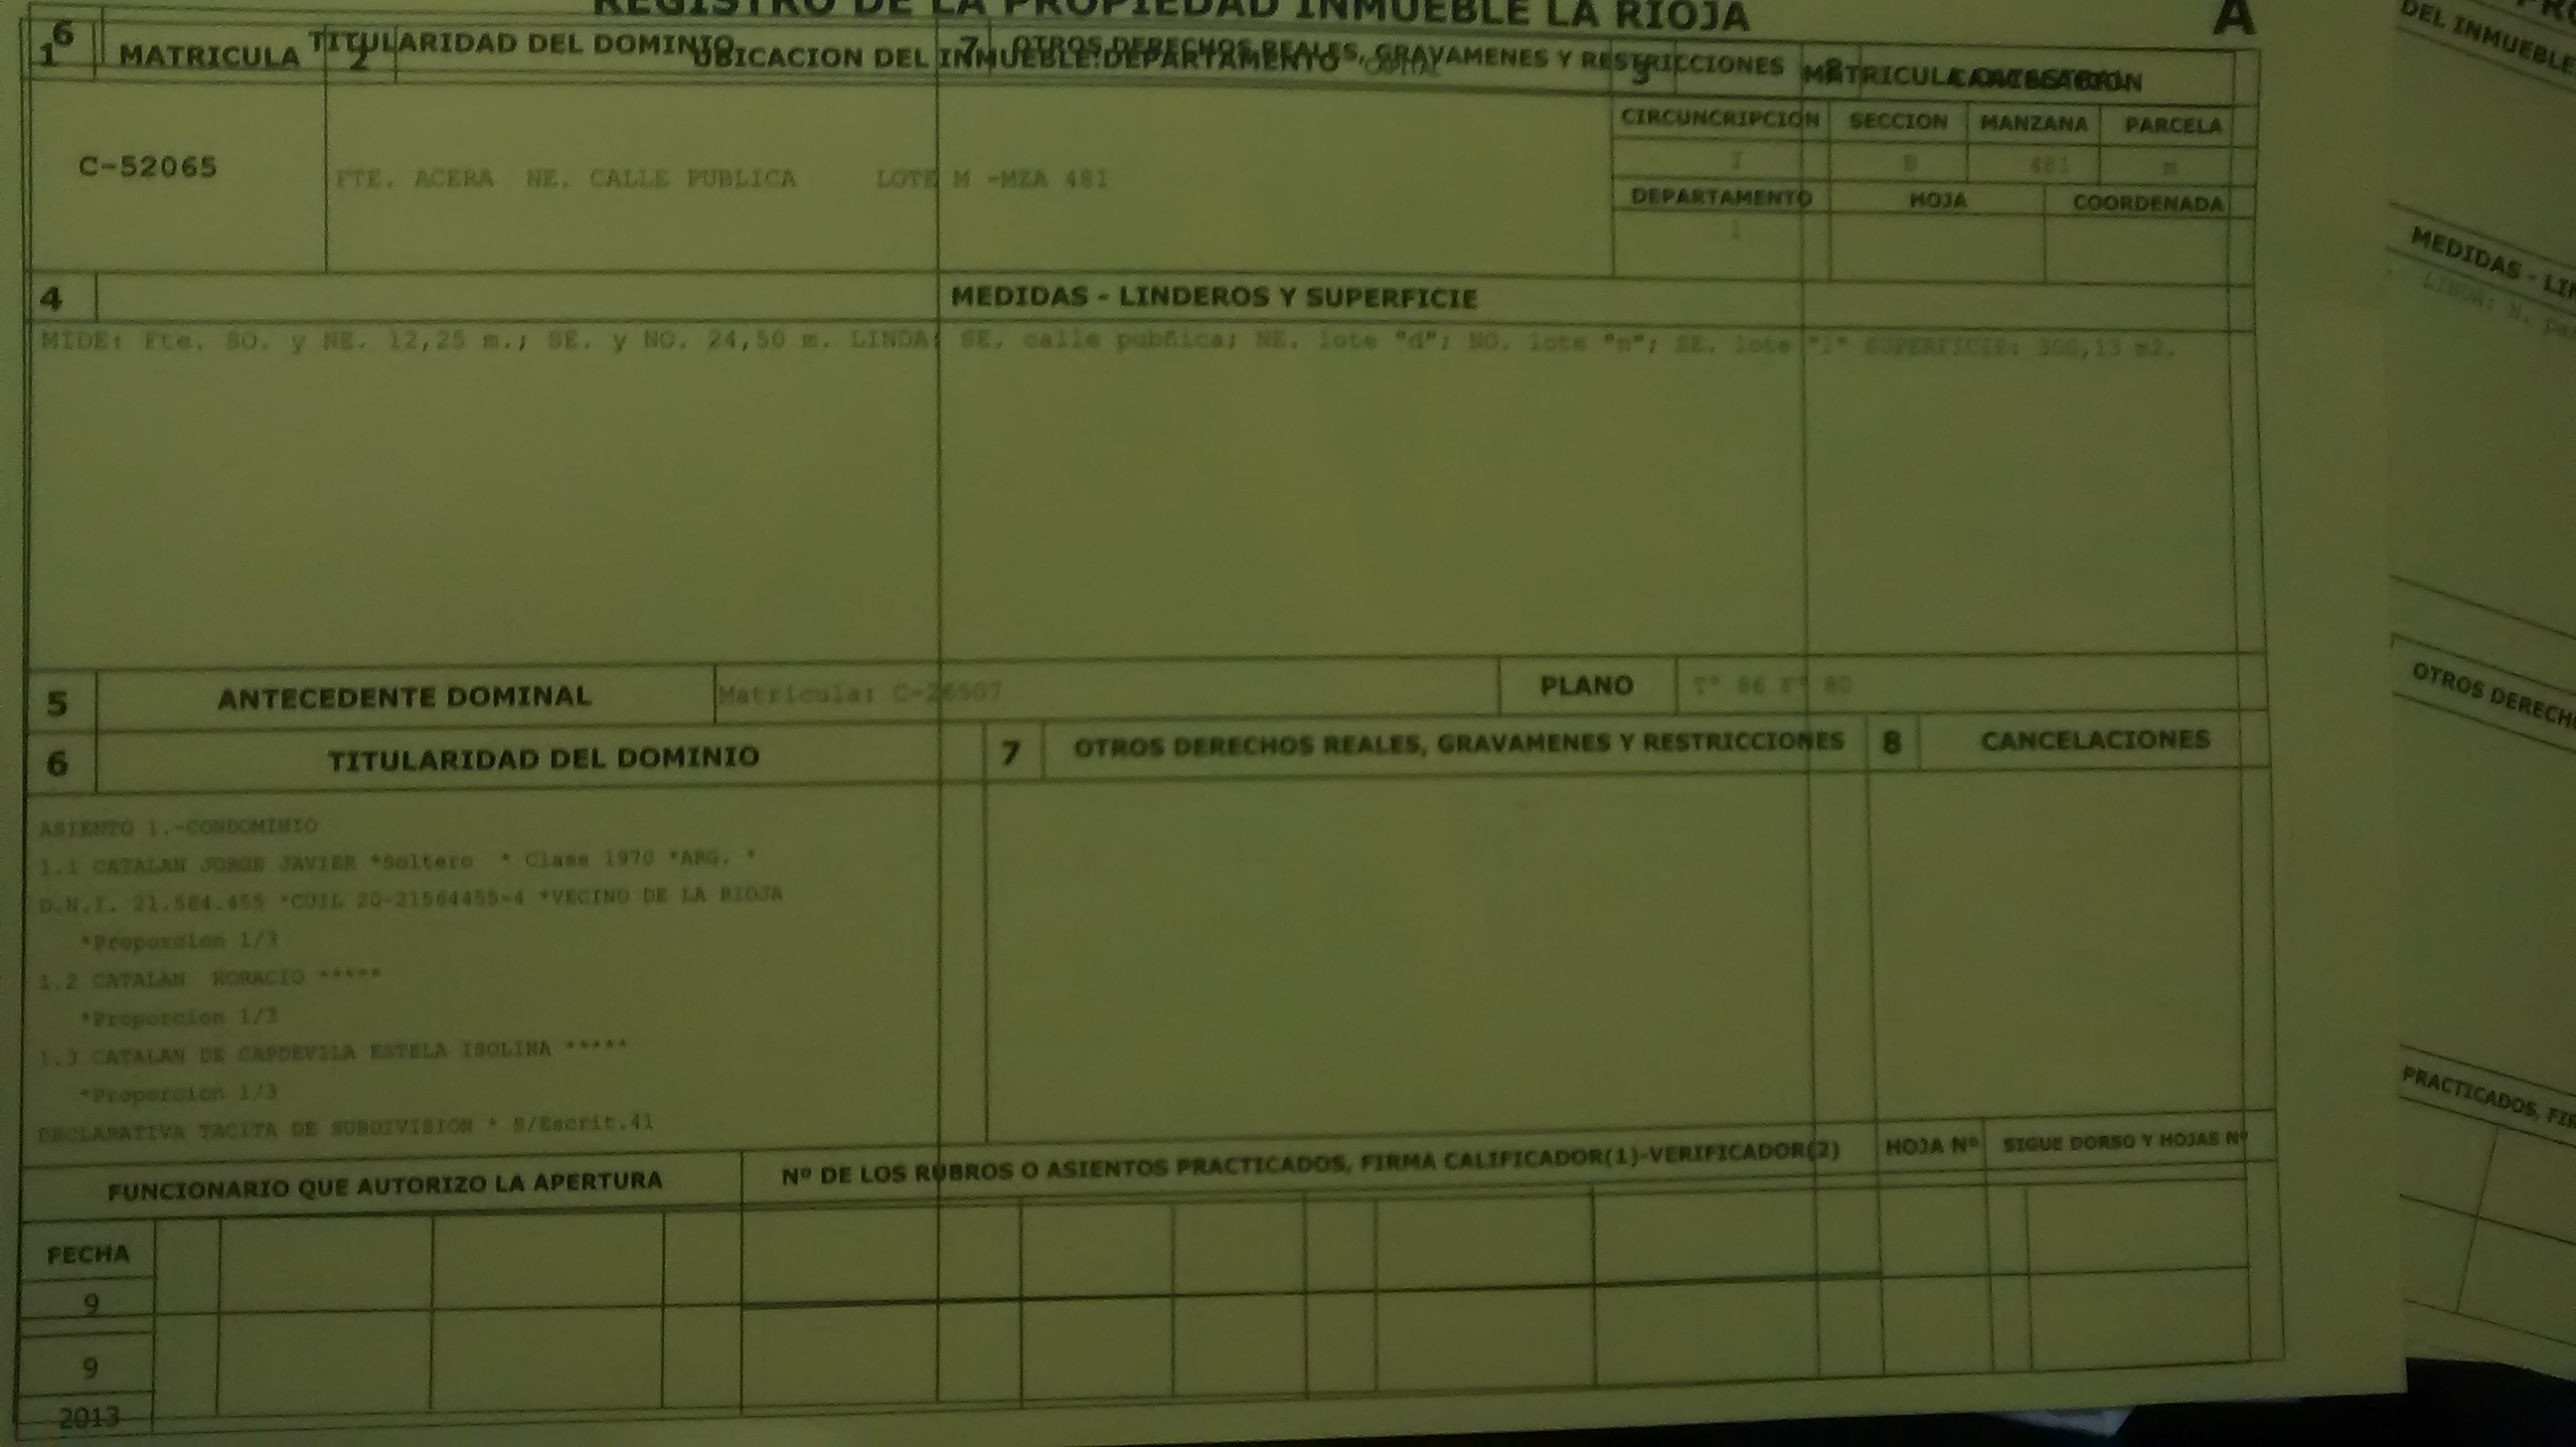 REGISTRO DE LA PROPIEDAD INMUEBLE LA RIOJA
A
6 TITULARIDAD DEL DOMINIO 7 OTROS DERECHOS REALES, GRAVAMENES Y RESTRICCIONES 8
1 MATRICULA 2 UBICACION DEL INMUEBLE:DEPARTAMENTO 3 MATRICULA
C-52065
FTE. ACERA NE. CALLE PUBLICA LOTE M -MZA 481
CIRCUNCRIPCION SECCION MANZANA PARCELA
I B 481 m
DEPARTAMENTO HOJA COORDENADA
1
4 MEDIDAS - LINDEROS Y SUPERFICIE
MIDE: Fte. SO. y NE. 12,25 m.; SE. y NO. 24,50 m. LINDA: SE. calle pubñica; NE. lote "d"; NO. lote "n"; SE. lote "l" SUPERFICIE: 300,13 m2.
5 ANTECEDENTE DOMINAL Matricula: C-26507 PLANO Tº 86 Fº 80
6 TITULARIDAD DEL DOMINIO 7 OTROS DERECHOS REALES, GRAVAMENES Y RESTRICCIONES 8 CANCELACIONES
ASIENTO 1.-CONDOMINIO
1.1 CATALAN JORGE JAVIER *Soltero * Clase 1970 *ARG. *
D.N.I. 21.564.455 *CUIL 20-21564455-4 *VECINO DE LA RIOJA
*Proporcion 1/3
1.2 CATALAN HORACIO *****
*Proporcion 1/3
1.3 CATALAN DE CAPDEVILA ESTELA ISOLINA *****
*Proporcion 1/3
DECLARATIVA TACITA DE SUBDIVISION * S/Escrit.41
FUNCIONARIO QUE AUTORIZO LA APERTURA Nº DE LOS RUBROS O ASIENTOS PRACTICADOS, FIRMA CALIFICADOR(1)-VERIFICADOR(2) HOJA Nº SIGUE DORSO Y HOJAS Nº
FECHA
9
9
2013
DEL INMUEBLE
MEDIDAS - LIN
LINDA: N.
OTROS DERECH
PRACTICADOS, FIR